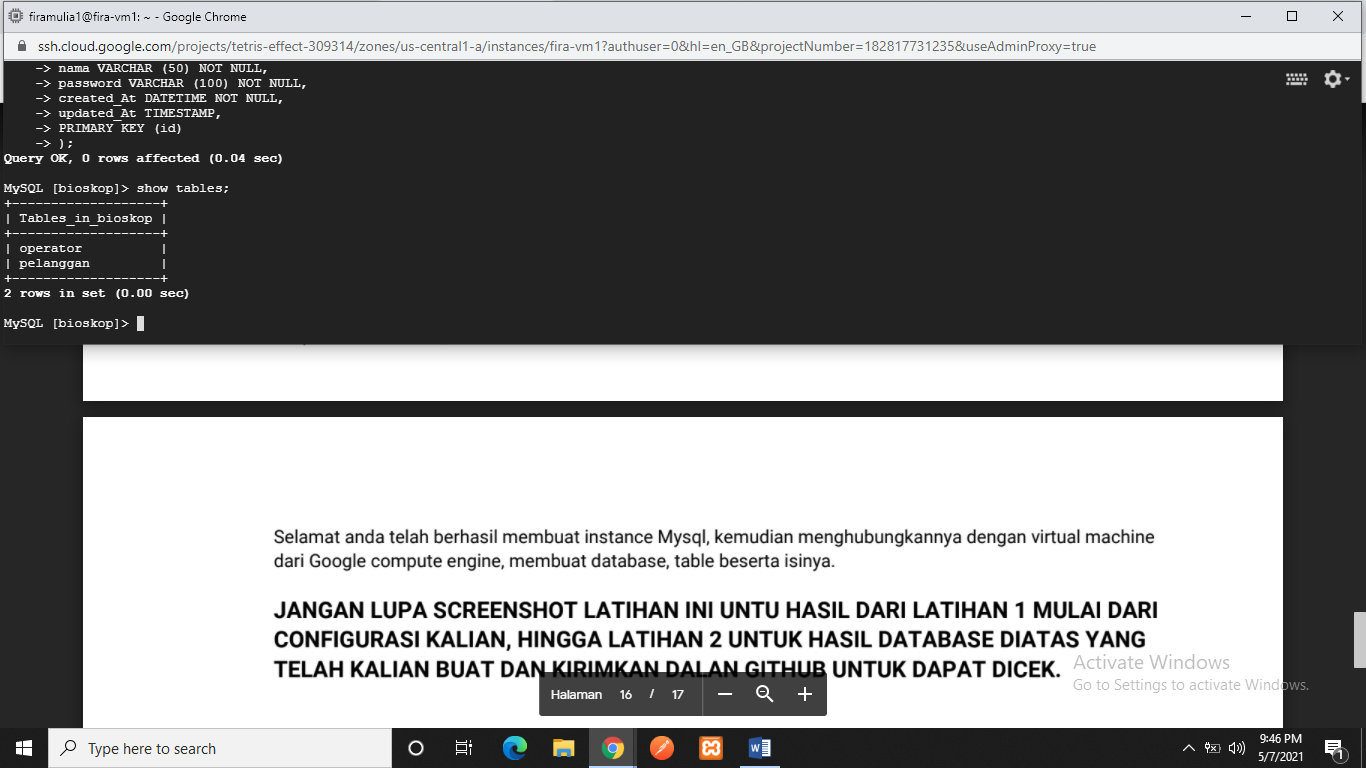 firamulia1@fira-vm1: ~ - Google Chrome
ssh.cloud.google.com/projects/tetris-effect-309314/zones/us-central1-a/instances/fira-vm1?authuser=0&hl=en_GB&projectNumber=182817731235&useAdminProxy=true
-> nama VARCHAR (50) NOT NULL,
-> password VARCHAR (100) NOT NULL,
-> created_At DATETIME NOT NULL,
-> updated_At TIMESTAMP,
-> PRIMARY KEY (id)
-> );
Query OK, 0 rows affected (0.04 sec)
MySQL [bioskop]> show tables;
+-------------------+
| Tables_in_bioskop |
+-------------------+
| operator          |
| pelanggan         |
+-------------------+
2 rows in set (0.00 sec)
MySQL [bioskop]>
Selamat anda telah berhasil membuat instance Mysql, kemudian menghubungkannya dengan virtual machine
dari Google compute engine, membuat database, table beserta isinya.
JANGAN LUPA SCREENSHOT LATIHAN INI UNTU HASIL DARI LATIHAN 1 MULAI DARI
CONFIGURASI KALIAN, HINGGA LATIHAN 2 UNTUK HASIL DATABASE DIATAS YANG
TELAH KALIAN BUAT DAN KIRIMKAN DALAN GITHUB UNTUK DAPAT DICEK.
Activate Windows
Go to Settings to activate Windows.
Halaman 16 / 17
Type here to search
9:46 PM
5/7/2021
1